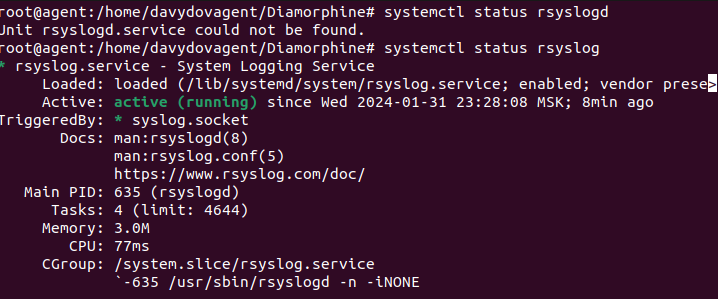 root@agent:/home/davydovagent/Diamorphine# systemctl status rsyslogd
Unit rsyslogd.service could not be found.
root@agent:/home/davydovagent/Diamorphine# systemctl status rsyslog
* rsyslog.service - System Logging Service
Loaded: loaded (/lib/systemd/system/rsyslog.service; enabled; vendor prese>
Active: active (running) since Wed 2024-01-31 23:28:08 MSK; 8min ago
TriggeredBy: * syslog.socket
Docs: man:rsyslogd(8)
man:rsyslog.conf(5)
https://www.rsyslog.com/doc/
Main PID: 635 (rsyslogd)
Tasks: 4 (limit: 4644)
Memory: 3.0M
CPU: 77ms
CGroup: /system.slice/rsyslog.service
`-635 /usr/sbin/rsyslogd -n -iNONE